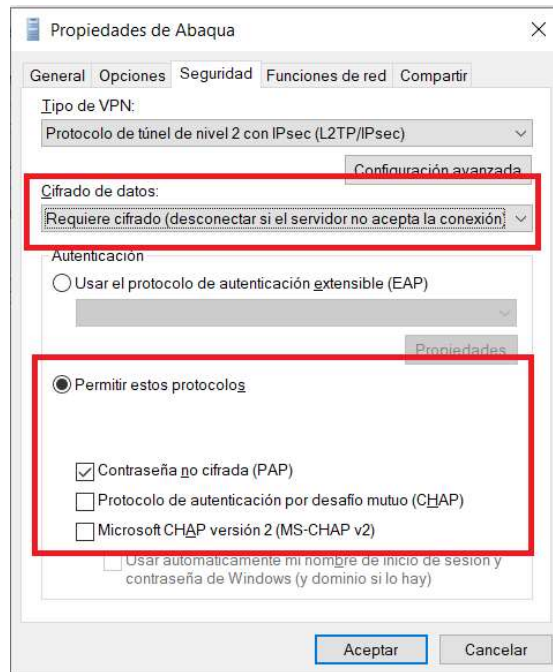 Propiedades de Abaqua
General Opciones Seguridad Funciones de red Compartir
Tipo de VPN:
Protocolo de túnel de nivel 2 con IPsec (L2TP/IPsec)
Configuración avanzada
Cifrado de datos:
Requiere cifrado (desconectar si el servidor no acepta la conexión)
Autenticación
Usar el protocolo de autenticación extensible (EAP)
Propiedades
Permitir estos protocolos
Contraseña no cifrada (PAP)
Protocolo de autenticación por desafío mutuo (CHAP)
Microsoft CHAP versión 2 (MS-CHAP v2)
Usar automáticamente mi nombre de inicio de sesión y
contraseña de Windows (y dominio si lo hay)
Aceptar Cancelar